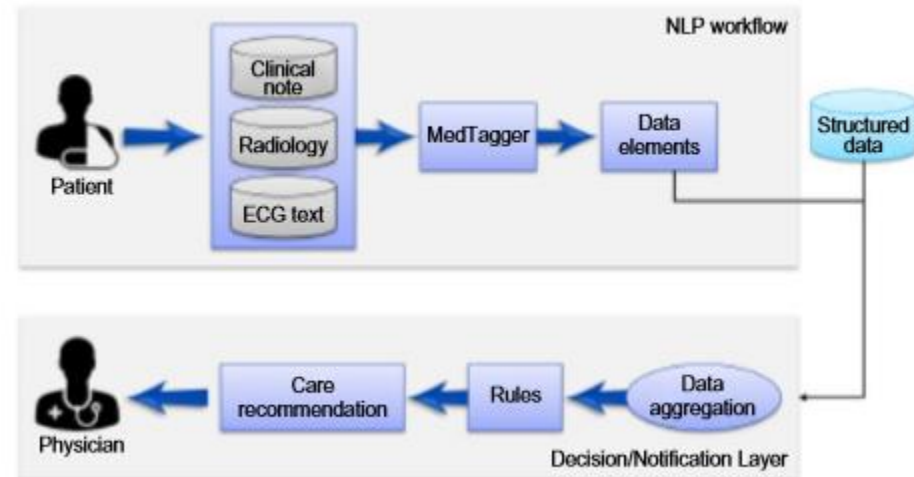 NLP workflow
Clinical
note
Radiology
ECG text
MedTagger
Data
elements
Structured
data
Patient
Care
recommendation
Rules
Data
aggregation
Physician
Decision/Notification Layer